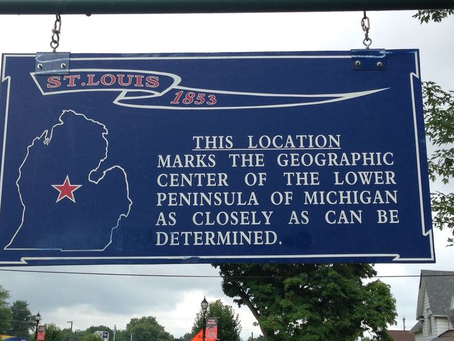 ST.LOUIS
1853
THIS LOCATION
MARKS THE GEOGRAPHIC
CENTER OF THE LOWER
PENINSULA OF MICHIGAN
AS CLOSELY AS CAN BE
DETERMINED.